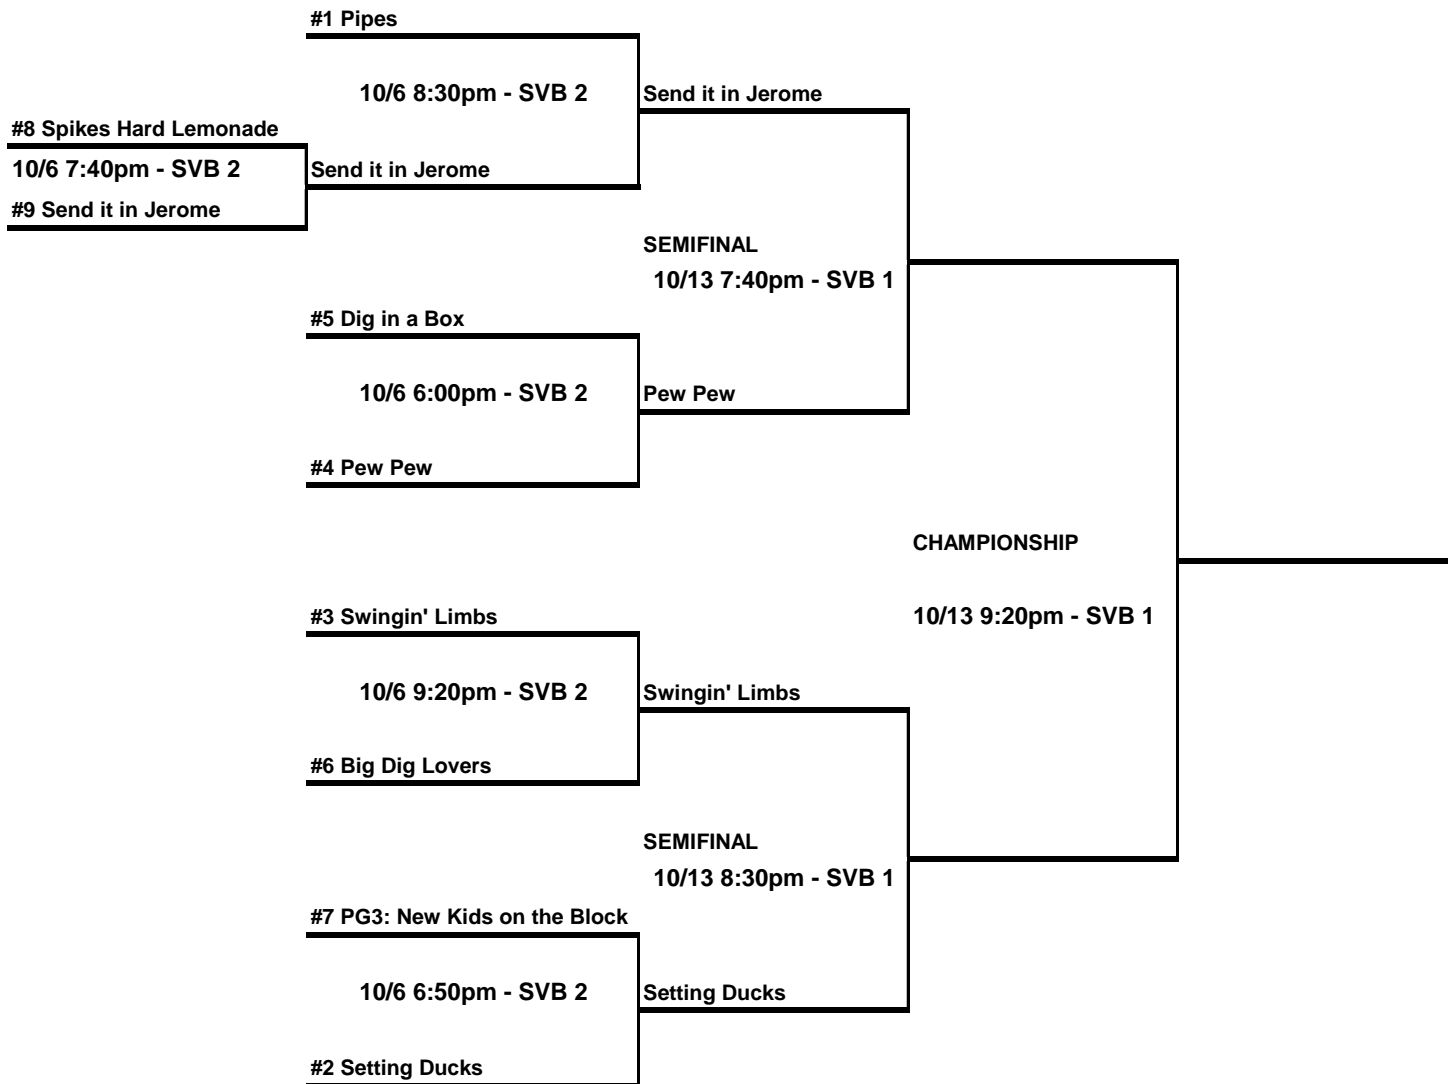 #1 Pipes
10/6 8:30pm - SVB 2
Send it in Jerome
#8 Spikes Hard Lemonade
10/6 7:40pm - SVB 2
Send it in Jerome
#9 Send it in Jerome
SEMIFINAL
10/13 7:40pm - SVB 1
#5 Dig in a Box
10/6 6:00pm - SVB 2
Pew Pew
#4 Pew Pew
CHAMPIONSHIP
10/13 9:20pm - SVB 1
#3 Swingin' Limbs
10/6 9:20pm - SVB 2
Swingin' Limbs
#6 Big Dig Lovers
SEMIFINAL
10/13 8:30pm - SVB 1
#7 PG3: New Kids on the Block
10/6 6:50pm - SVB 2
Setting Ducks
#2 Setting Ducks